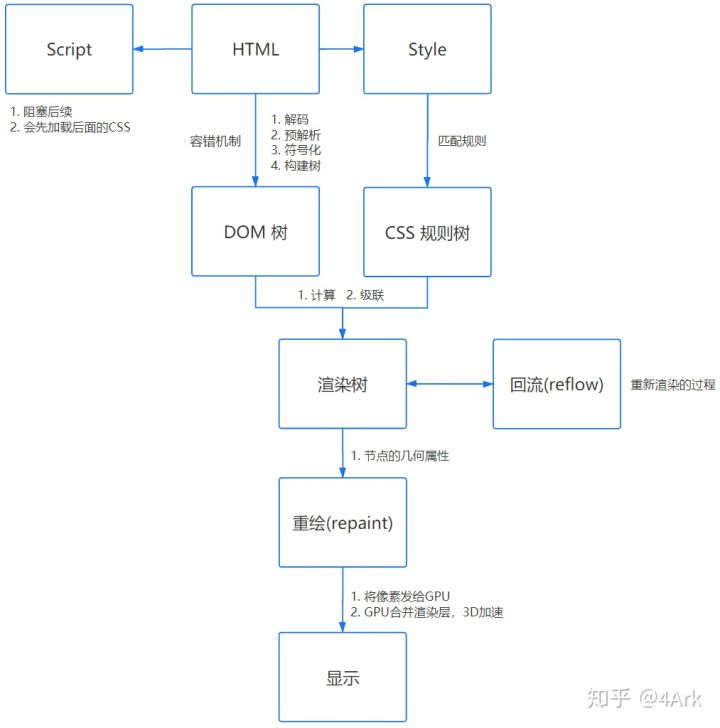 Script
HTML
Style
1. 阻塞后续
2. 会先加载后面的CSS
容错机制
1. 解码
2. 预解析
3. 符号化
4. 构建树
匹配规则
DOM 树
CSS 规则树
1. 计算 2. 级联
渲染树
回流(reflow)
重新渲染的过程
1. 节点的几何属性
重绘(repaint)
1. 将像素发给GPU
2. GPU合并渲染层，3D加速
显示
知乎 @4Ark